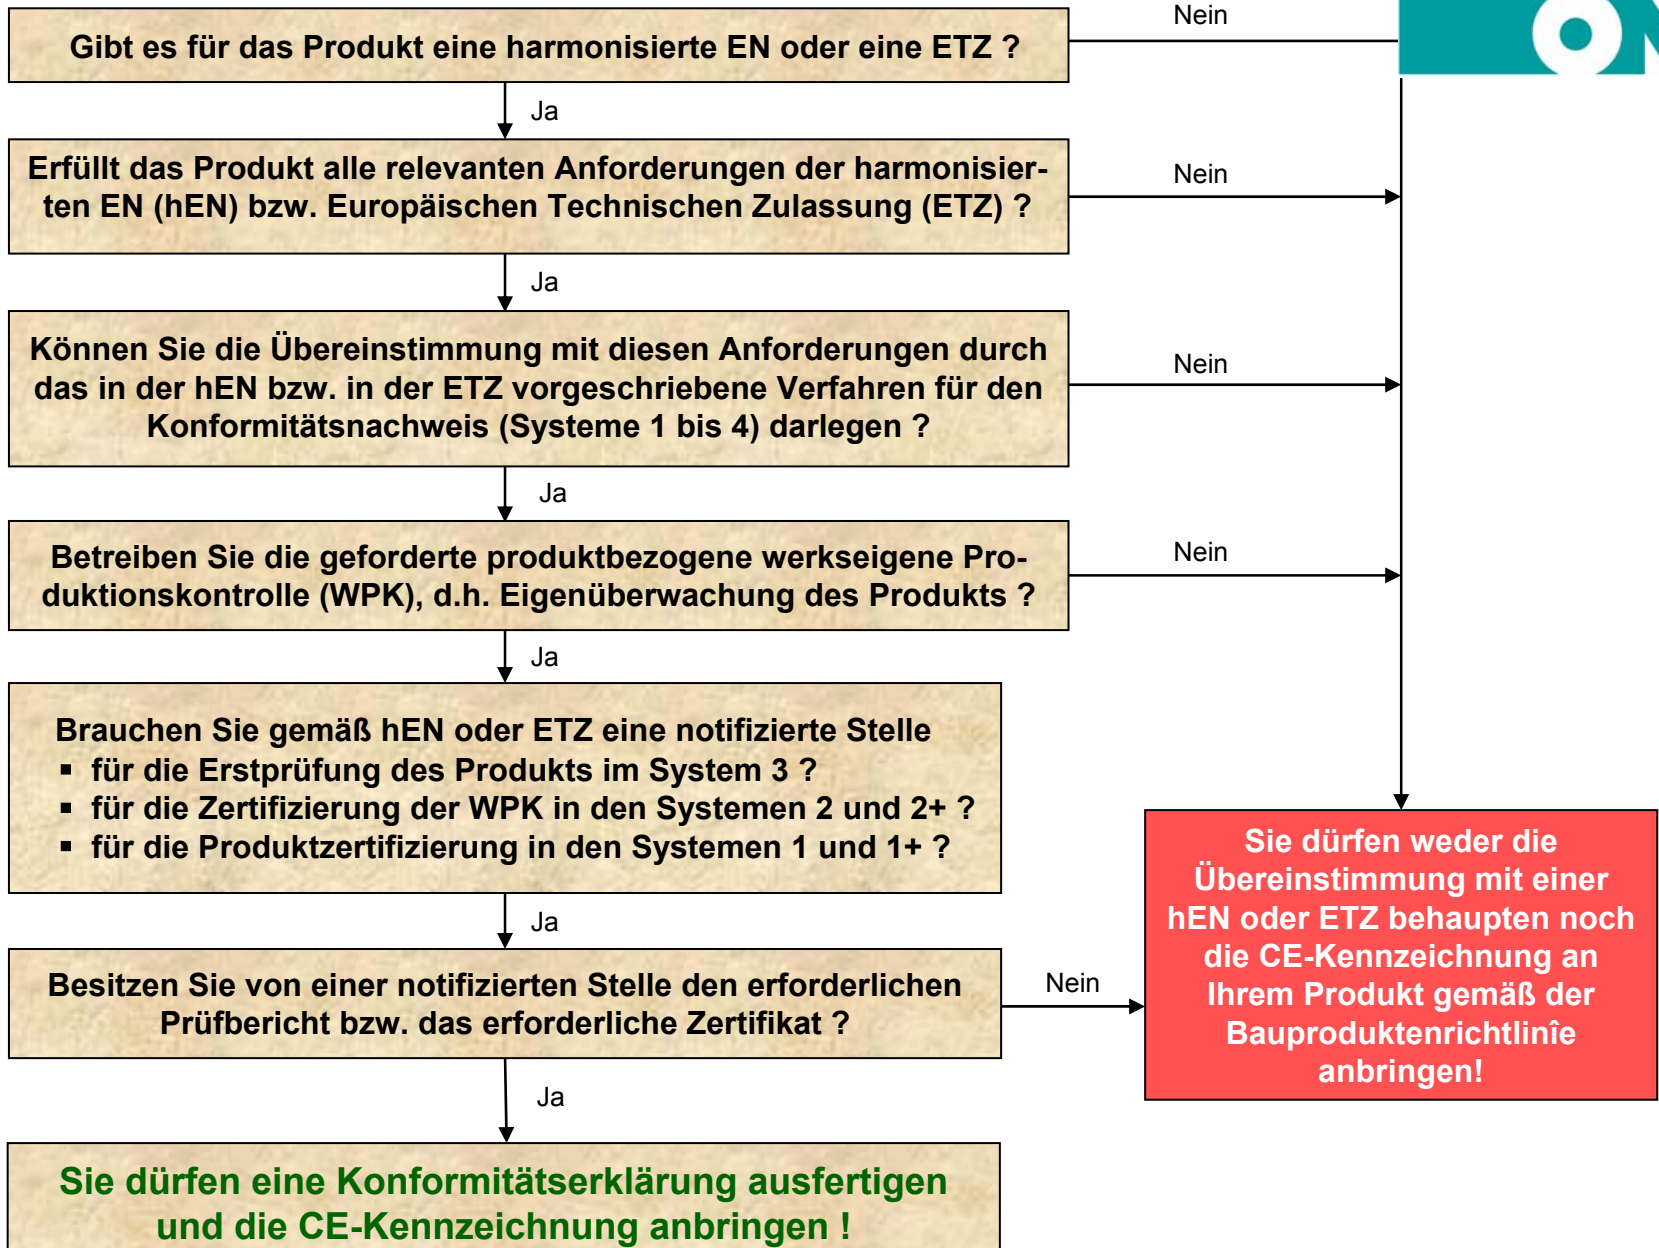 Gibt es für das Produkt eine harmonisierte EN oder eine ETZ ?
Nein
Ja
Erfüllt das Produkt alle relevanten Anforderungen der harmonisier-
ten EN (hEN) bzw. Europäischen Technischen Zulassung (ETZ) ?
Nein
Ja
Können Sie die Übereinstimmung mit diesen Anforderungen durch
das in der hEN bzw. in der ETZ vorgeschriebene Verfahren für den
Konformitätsnachweis (Systeme 1 bis 4) darlegen ?
Nein
Ja
Betreiben Sie die geforderte produktbezogene werkseigene Pro-
duktionskontrolle (WPK), d.h. Eigenüberwachung des Produkts ?
Nein
Ja
Brauchen Sie gemäß hEN oder ETZ eine notifizierte Stelle
▪ für die Erstprüfung des Produkts im System 3 ?
▪ für die Zertifizierung der WPK in den Systemen 2 und 2+ ?
▪ für die Produktzertifizierung in den Systemen 1 und 1+ ?
Ja
Besitzen Sie von einer notifizierten Stelle den erforderlichen
Prüfbericht bzw. das erforderliche Zertifikat ?
Nein
Ja
Sie dürfen eine Konformitätserklärung ausfertigen
und die CE-Kennzeichnung anbringen !
Sie dürfen weder die
Übereinstimmung mit einer
hEN oder ETZ behaupten noch
die CE-Kennzeichnung an
Ihrem Produkt gemäß der
Bauproduktenrichtlinîe
anbringen!